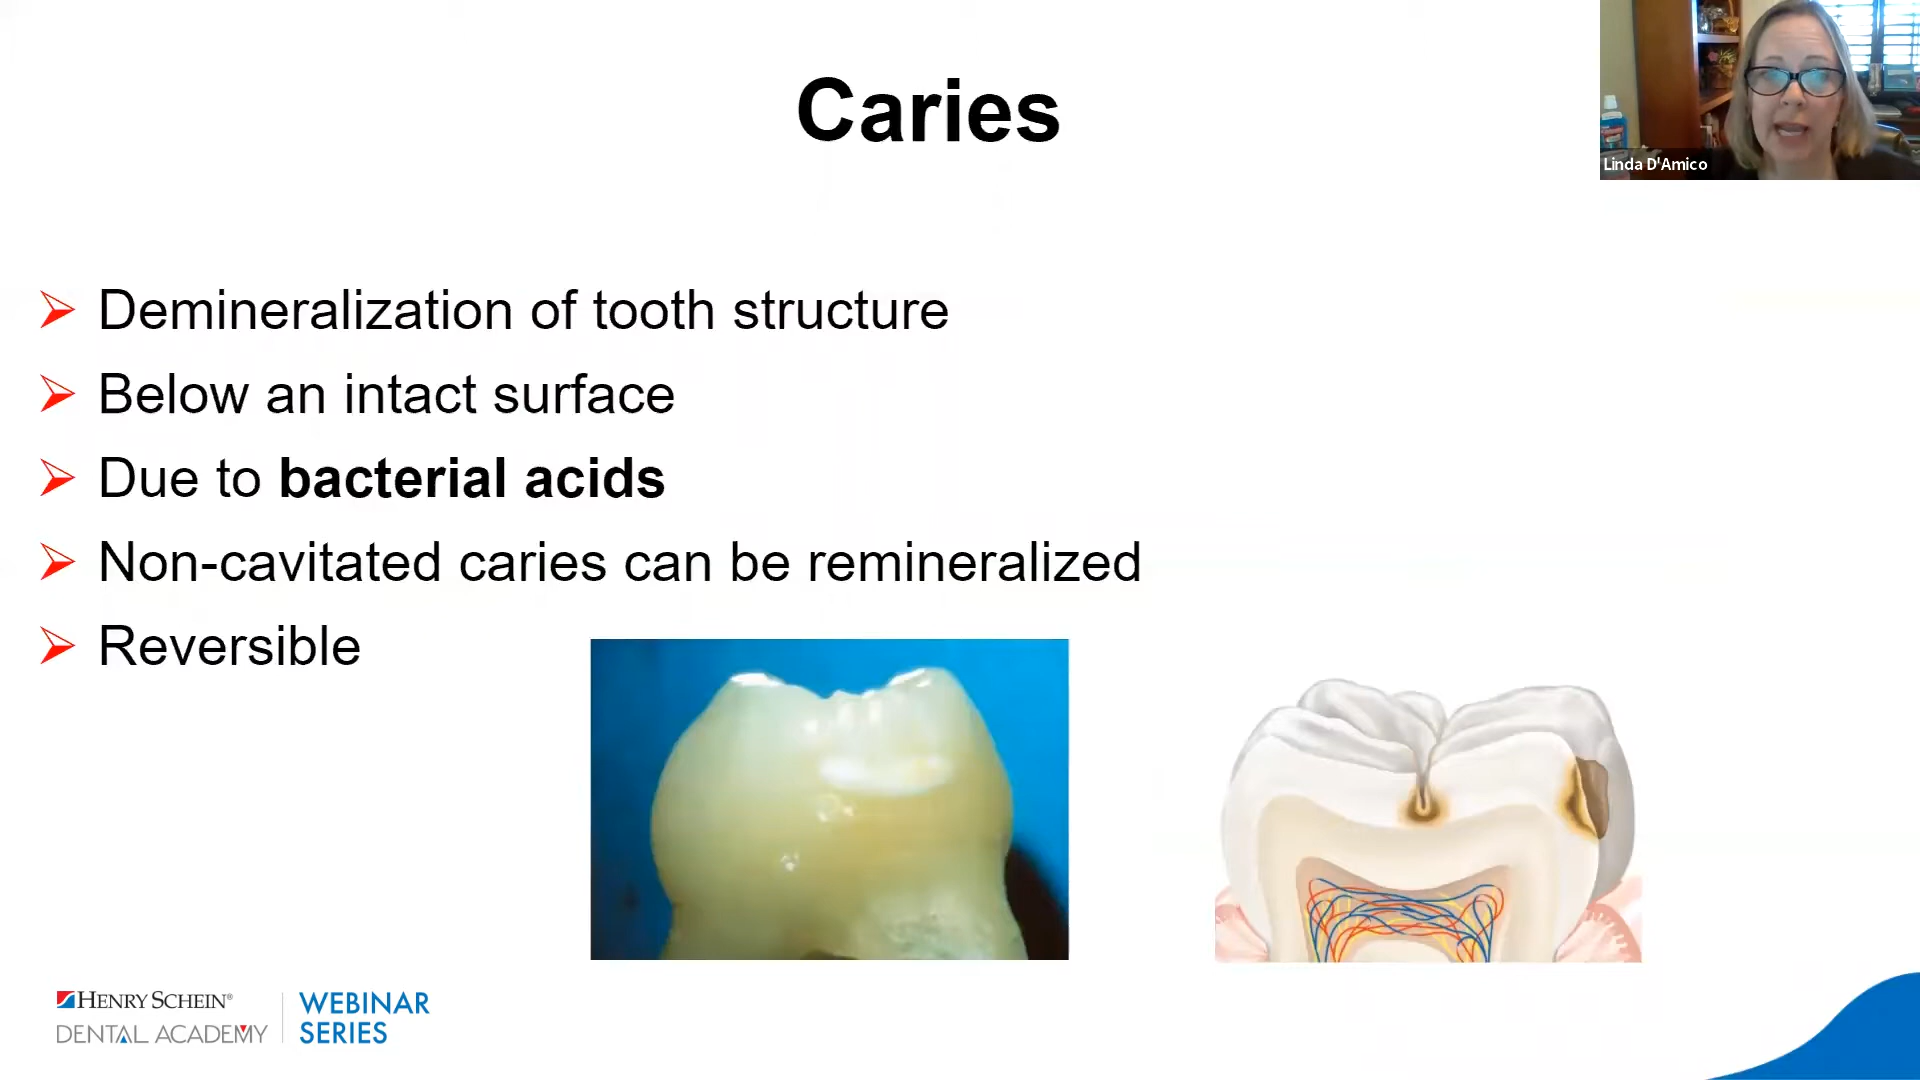 Caries
Linda D'Amico
Demineralization of tooth structure
Below an intact surface
Due to bacterial acids
Non-cavitated caries can be remineralized
Reversible
HENRY SCHEIN®
DENTAL ACADEMY
WEBINAR
SERIES